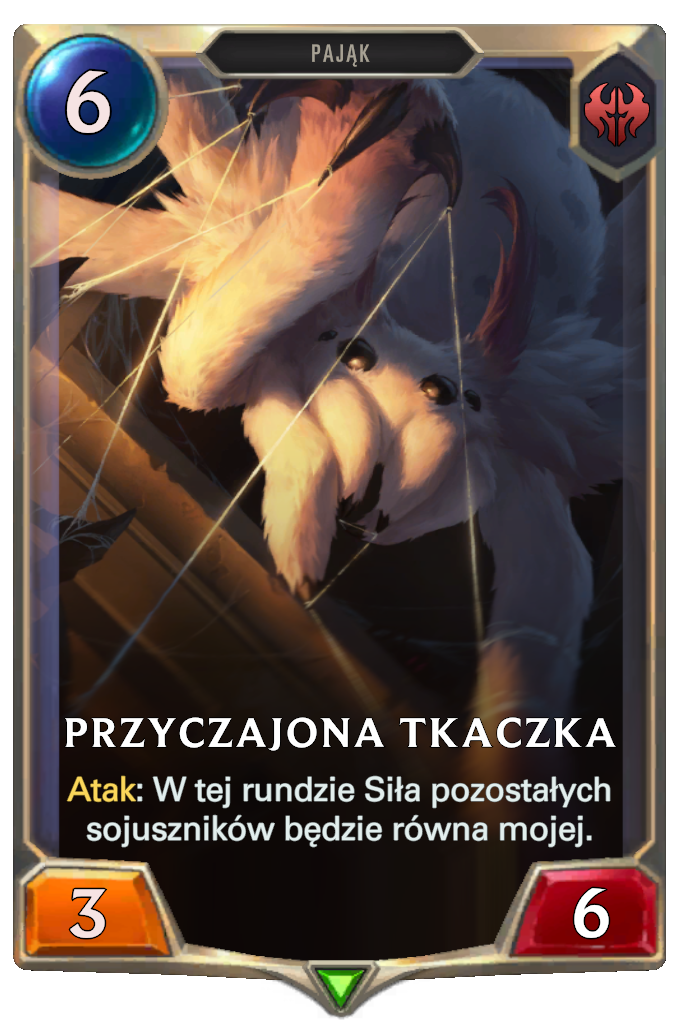 PAJĄK
6
PRZYCZAJONA TKACZKA
Atak: W tej rundzie Siła pozostałych
sojuszników będzie równa mojej.
3
6